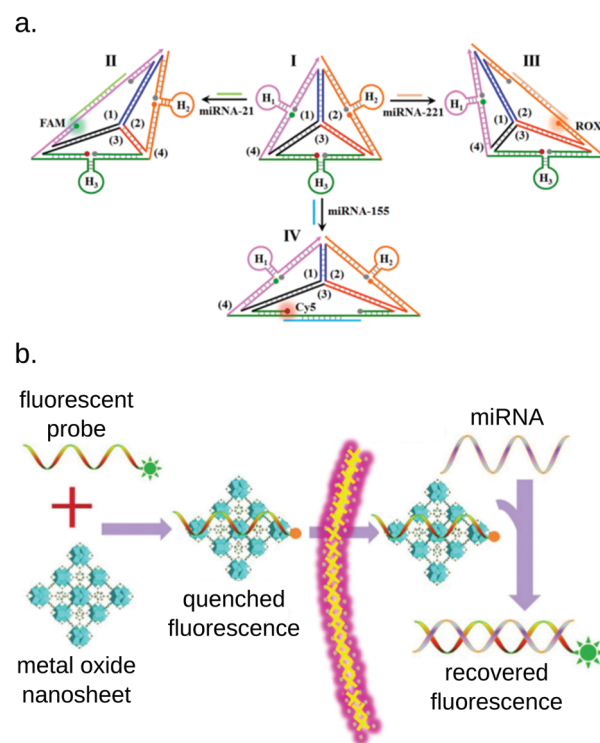 a.
II
I
III
FAM
(1)
(2)
(3)
(4)
H2
H3
miRNA-21
H1
H2
(1)
(2)
(3)
(4)
H3
miRNA-221
H1
(1)
(2)
(3)
(4)
ROX
H3
miRNA-155
IV
H1
H2
(1)
(2)
(3)
(4)
Cy5
b.
fluorescent
probe
metal oxide
nanosheet
quenched
fluorescence
miRNA
recovered
fluorescence